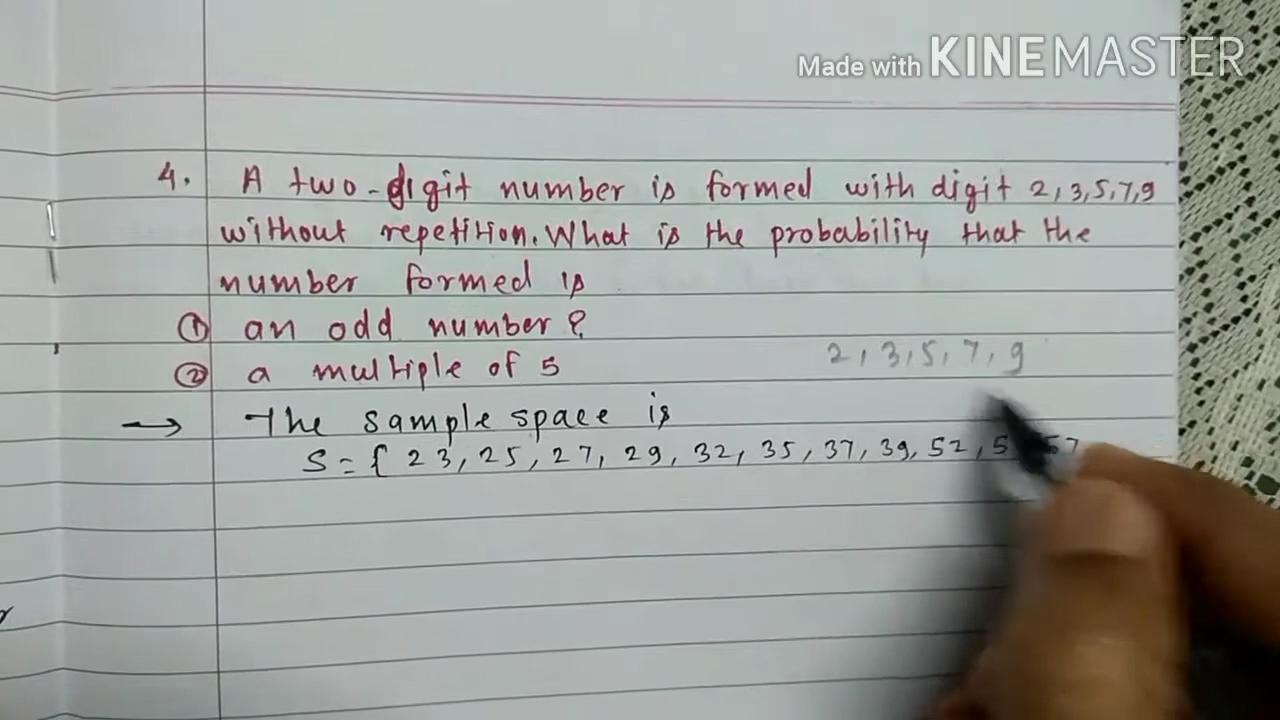 Made with KINEMASTER
4. A two-digit number is formed with digit 2,3,5,7,9
without repetition. What is the probability that the
number formed is
① an odd number?
② a multiple of 5
2, 3, 5, 7, 9
→ The sample space is
S = { 23, 25, 27, 29, 32, 35, 37, 39, 52, 5 57